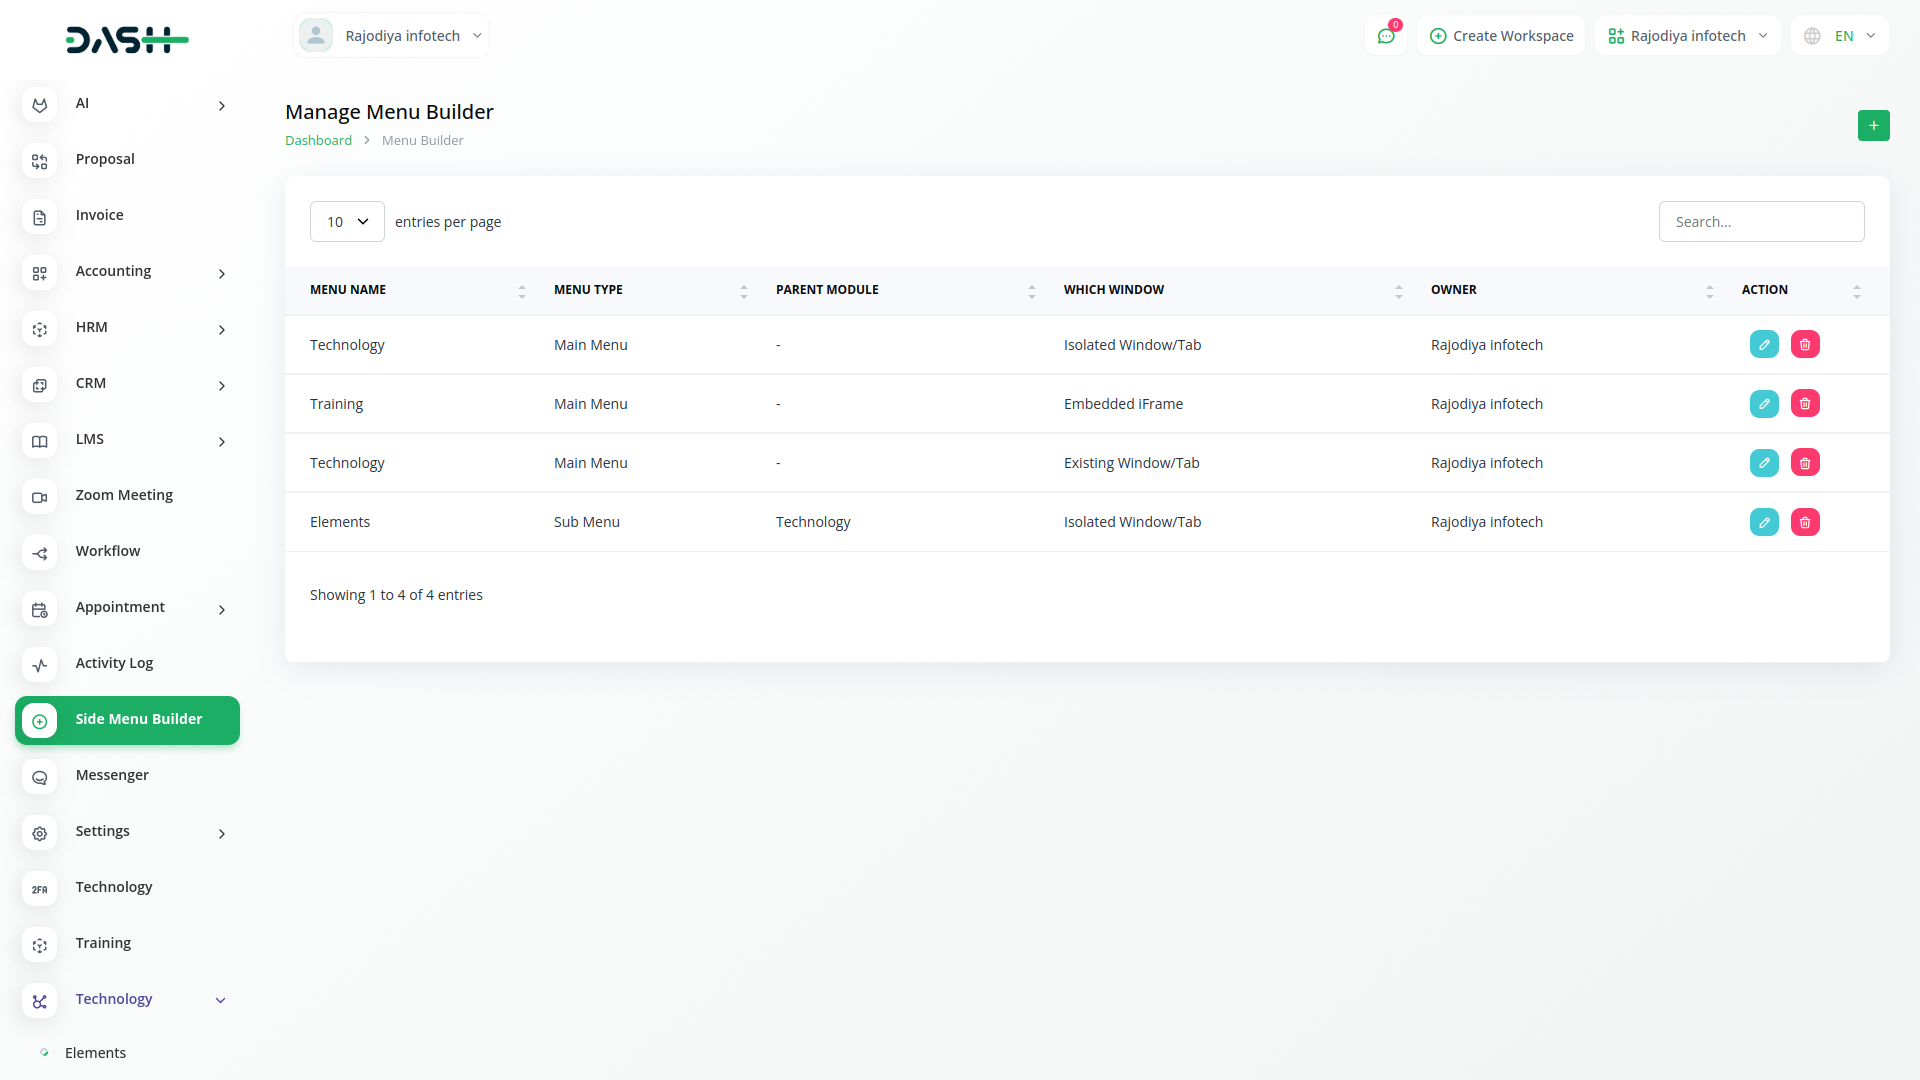 DASH
Rajodiya infotech
0
Create Workspace
Rajodiya infotech
EN
AI
Proposal
Invoice
Accounting
HRM
CRM
LMS
Zoom Meeting
Workflow
Appointment
Activity Log
Side Menu Builder
Messenger
Settings
2FA Technology
Training
Technology
Elements
Manage Menu Builder
Dashboard > Menu Builder
+
10 entries per page
Search...
MENU NAME MENU TYPE PARENT MODULE WHICH WINDOW OWNER ACTION
Technology Main Menu - Isolated Window/Tab Rajodiya infotech
Training Main Menu - Embedded iFrame Rajodiya infotech
Technology Main Menu - Existing Window/Tab Rajodiya infotech
Elements Sub Menu Technology Isolated Window/Tab Rajodiya infotech
Showing 1 to 4 of 4 entries